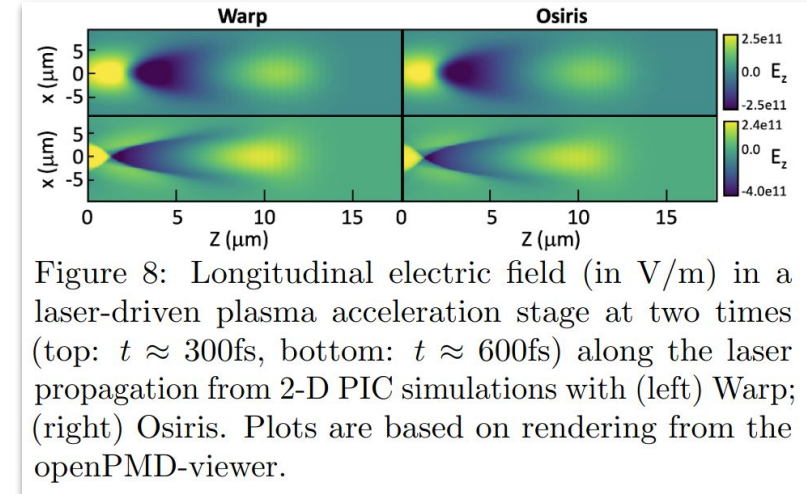 Warp Osiris
5 2.5e11
x (μm) 0 0.0 Ez
-5 -2.5e11
5 2.4e11
x (μm) 0 0.0 Ez
-5 -4.0e11
0 5 10 15 0 5 10 15
Z (μm) Z (μm)
Figure 8: Longitudinal electric field (in V/m) in a
laser-driven plasma acceleration stage at two times
(top: t ≈ 300fs, bottom: t ≈ 600fs) along the laser
propagation from 2-D PIC simulations with (left) Warp;
(right) Osiris. Plots are based on rendering from the
openPMD-viewer.